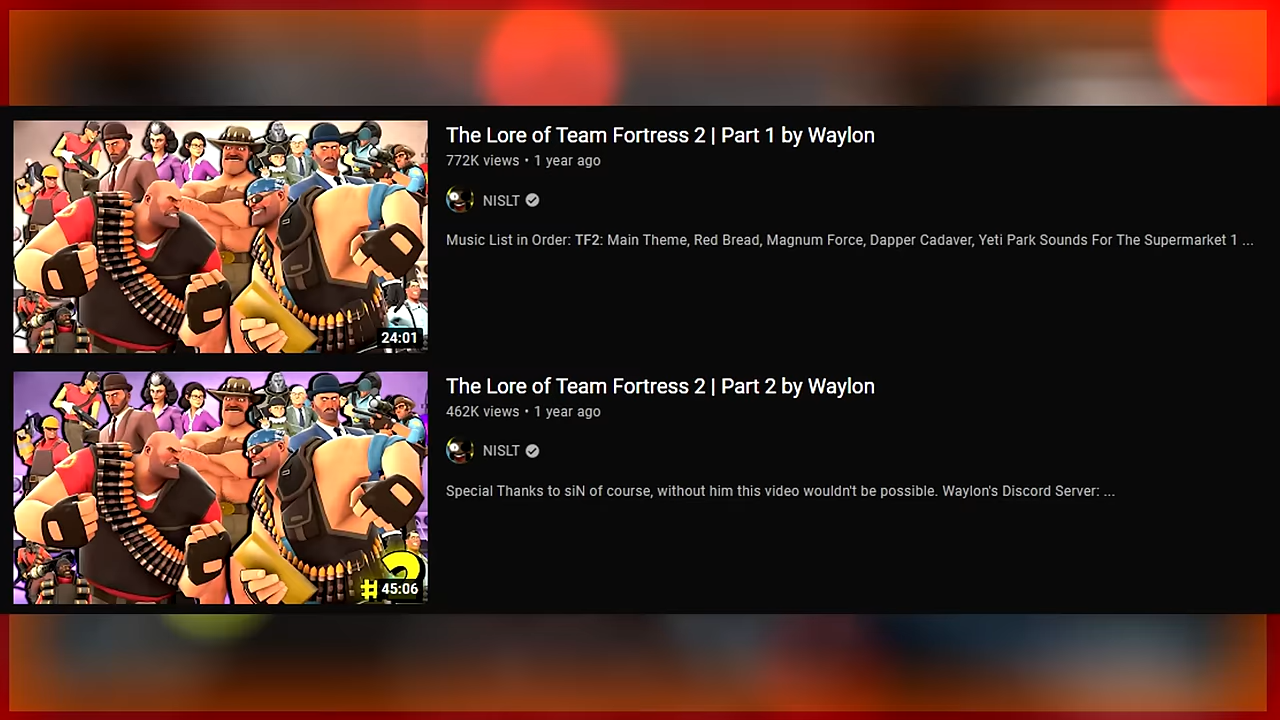 The Lore of Team Fortress 2 | Part 1 by Waylon
772K views • 1 year ago
NISLT
Music List in Order: TF2: Main Theme, Red Bread, Magnum Force, Dapper Cadaver, Yeti Park Sounds For The Supermarket 1 ...
24:01
The Lore of Team Fortress 2 | Part 2 by Waylon
462K views • 1 year ago
NISLT
Special Thanks to siN of course, without him this video wouldn't be possible. Waylon's Discord Server: ...
#2
45:06